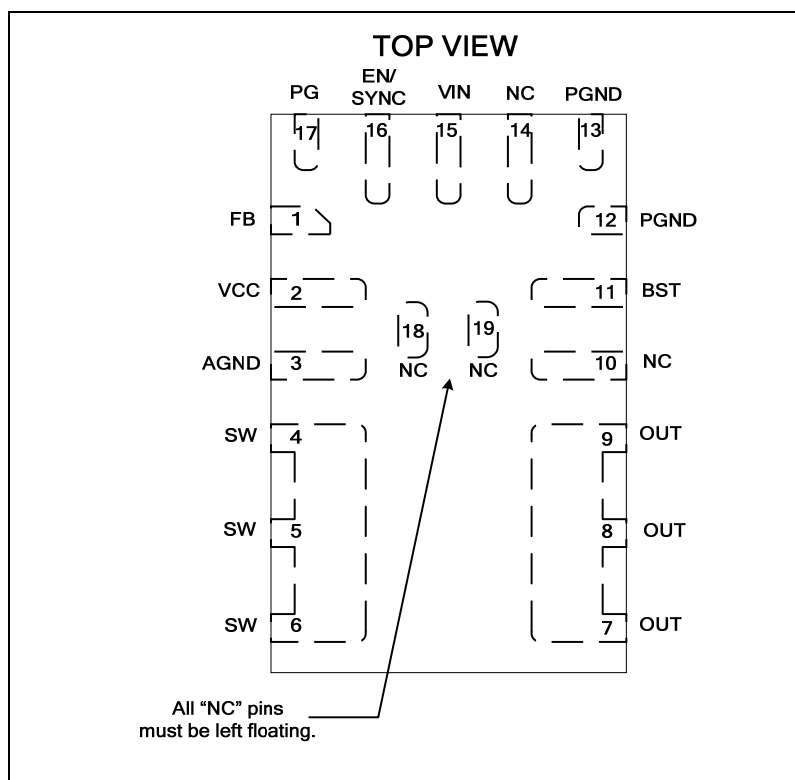 TOP VIEW
PG
EN/
SYNC
VIN
NC
PGND
17
16
15
14
13
FB
1
12
PGND
VCC
2
11
BST
18
19
AGND
3
NC
NC
10
NC
SW
4
9
OUT
SW
5
8
OUT
SW
6
7
OUT
All “NC” pins
must be left floating.